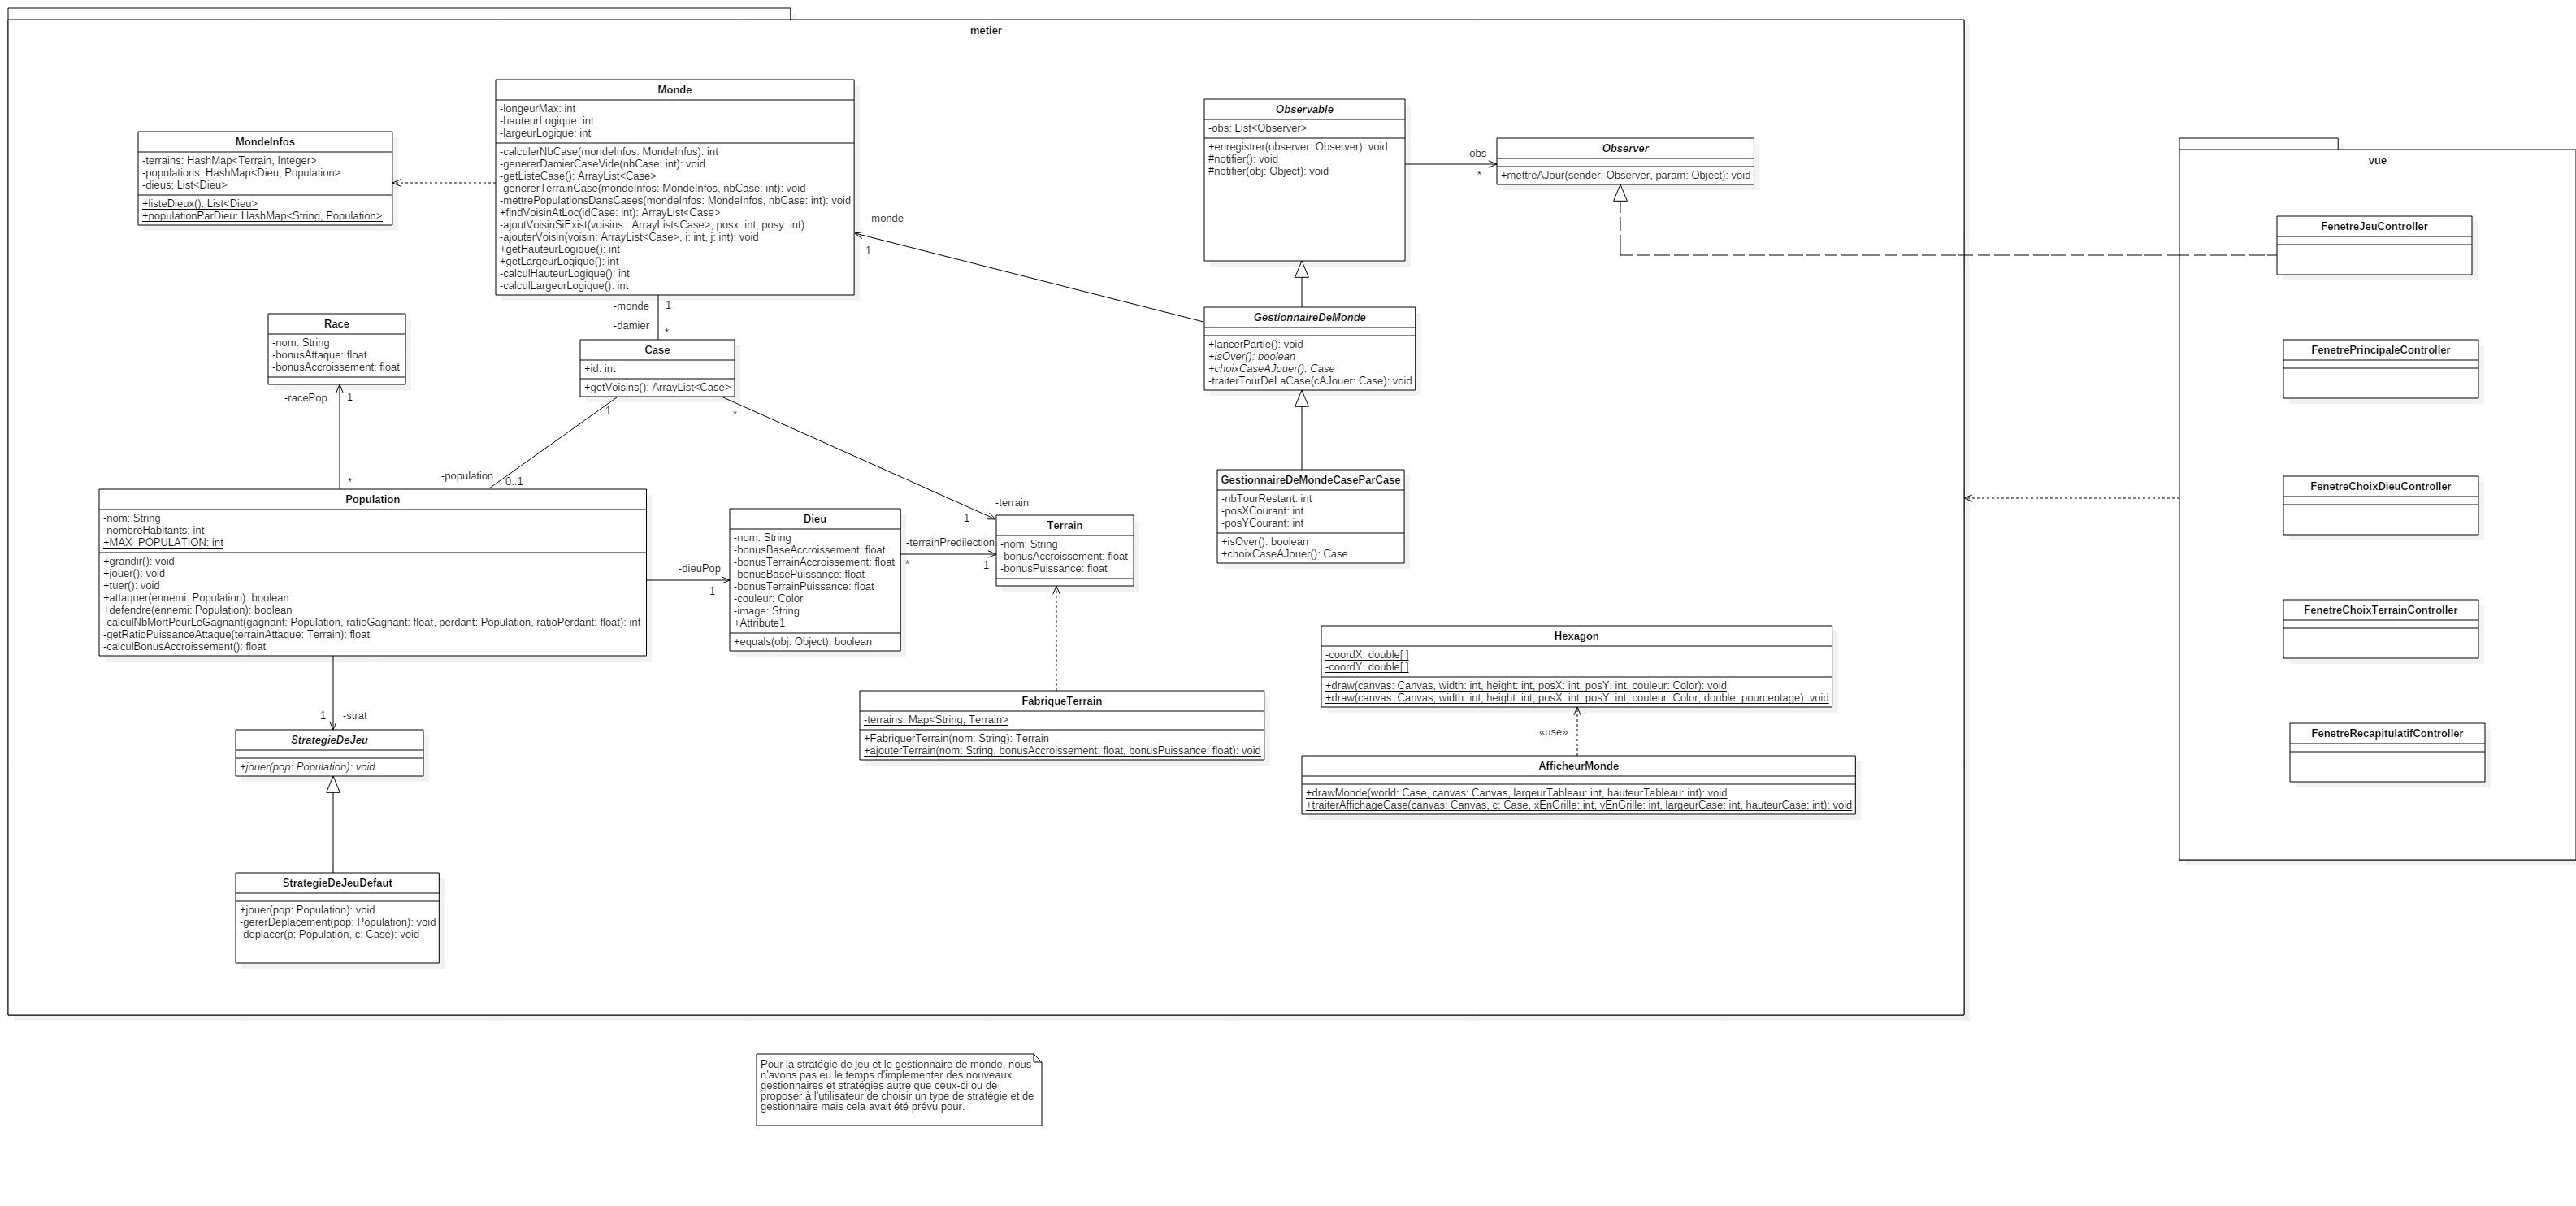 metier
Monde
-longeurMax: int
-hauteurLogique: int
-largeurLogique: int
-calculerNbCase(mondeInfos: MondeInfos): int
-genererDamierCaseVide(nbCase: int): void
-getListeCase(): ArrayList<Case>
-genererTerrainCase(mondeInfos: MondeInfos, nbCase: int): void
-mettrePopulationsDansCases(mondeInfos: MondeInfos, nbCase: int): void
+findVoisinAtLoc(idCase: int): ArrayList<Case>
-ajoutVoisinSiExist(voisins : ArrayList<Case>, posx: int, posy: int)
-ajouterVoisin(voisin: ArrayList<Case>, i: int, j: int): void
+getHauteurLogique(): int
+getLargeurLogique(): int
-calculHauteurLogique(): int
-calculLargeurLogique(): int
MondeInfos
-terrains: HashMap<Terrain, Integer>
-populations: HashMap<Dieu, Population>
-dieus: List<Dieu>
+listeDieux(): List<Dieu>
+populationParDieu: HashMap<String, Population>
Observable
-obs: List<Observer>
+enregistrer(observer: Observer): void
#notifier(): void
#notifier(obj: Object): void
-obs
*
Observer
+mettreAJour(sender: Observer, param: Object): void
vue
FenetreJeuController
FenetrePrincipaleController
FenetreChoixDieuController
FenetreChoixTerrainController
FenetreRecapitulatifController
-monde
1
GestionnaireDeMonde
+lancerPartie(): void
+isOver(): boolean
+choixCaseAJouer(): Case
-traiterTourDeLaCase(cAJouer: Case): void
-monde
1
-damier
*
Race
-nom: String
-bonusAttaque: float
-bonusAccroissement: float
Case
+id: int
+getVoisins(): ArrayList<Case>
-racePop
1
*
1
*
-population
0..1
GestionnaireDeMondeCaseParCase
-nbTourRestant: int
-posXCourant: int
-posYCourant: int
+isOver(): boolean
+choixCaseAJouer(): Case
Population
-nom: String
-nombreHabitants: int
+MAX_POPULATION: int
+grandir(): void
+jouer(): void
+tuer(): void
+attaquer(ennemi: Population): boolean
+defendre(ennemi: Population): boolean
-calculNbMortPourLeGagnant(gagnant: Population, ratioGagnant: float, perdant: Population, ratioPerdant: float): int
-getRatioPuissanceAttaque(terrainAttaque: Terrain): float
-calculBonusAccroissement(): float
-dieuPop
1
Dieu
-nom: String
-bonusBaseAccroissement: float
-bonusTerrainAccroissement: float
-bonusBasePuissance: float
-bonusTerrainPuissance: float
-couleur: Color
-image: String
+Attribute1
+equals(obj: Object): boolean
-terrain
1
-terrainPredilection
*
1
Terrain
-nom: String
-bonusAccroissement: float
-bonusPuissance: float
FabriqueTerrain
-terrains: Map<String, Terrain>
+FabriquerTerrain(nom: String): Terrain
+ajouterTerrain(nom: String, bonusAccroissement: float, bonusPuissance: float): void
Hexagon
-coordX: double[ ]
-coordY: double[ ]
+draw(canvas: Canvas, width: int, height: int, posX: int, posY: int, couleur: Color): void
+draw(canvas: Canvas, width: int, height: int, posX: int, posY: int, couleur: Color, double: pourcentage): void
«use»
AfficheurMonde
+drawMonde(world: Case, canvas: Canvas, largeurTableau: int, hauteurTableau: int): void
+traiterAffichageCase(canvas: Canvas, c: Case, xEnGrille: int, yEnGrille: int, largeurCase: int, hauteurCase: int): void
1
-strat
StrategieDeJeu
+jouer(pop: Population): void
StrategieDeJeuDefaut
+jouer(pop: Population): void
-gererDeplacement(pop: Population): void
-deplacer(p: Population, c: Case): void
Pour la stratégie de jeu et le gestionnaire de monde, nous
n'avons pas eu le temps d'implementer des nouveaux
gestionnaires et stratégies autre que ceux-ci ou de
proposer à l'utilisateur de choisir un type de stratégie et de
gestionnaire mais cela avait été prévu pour.